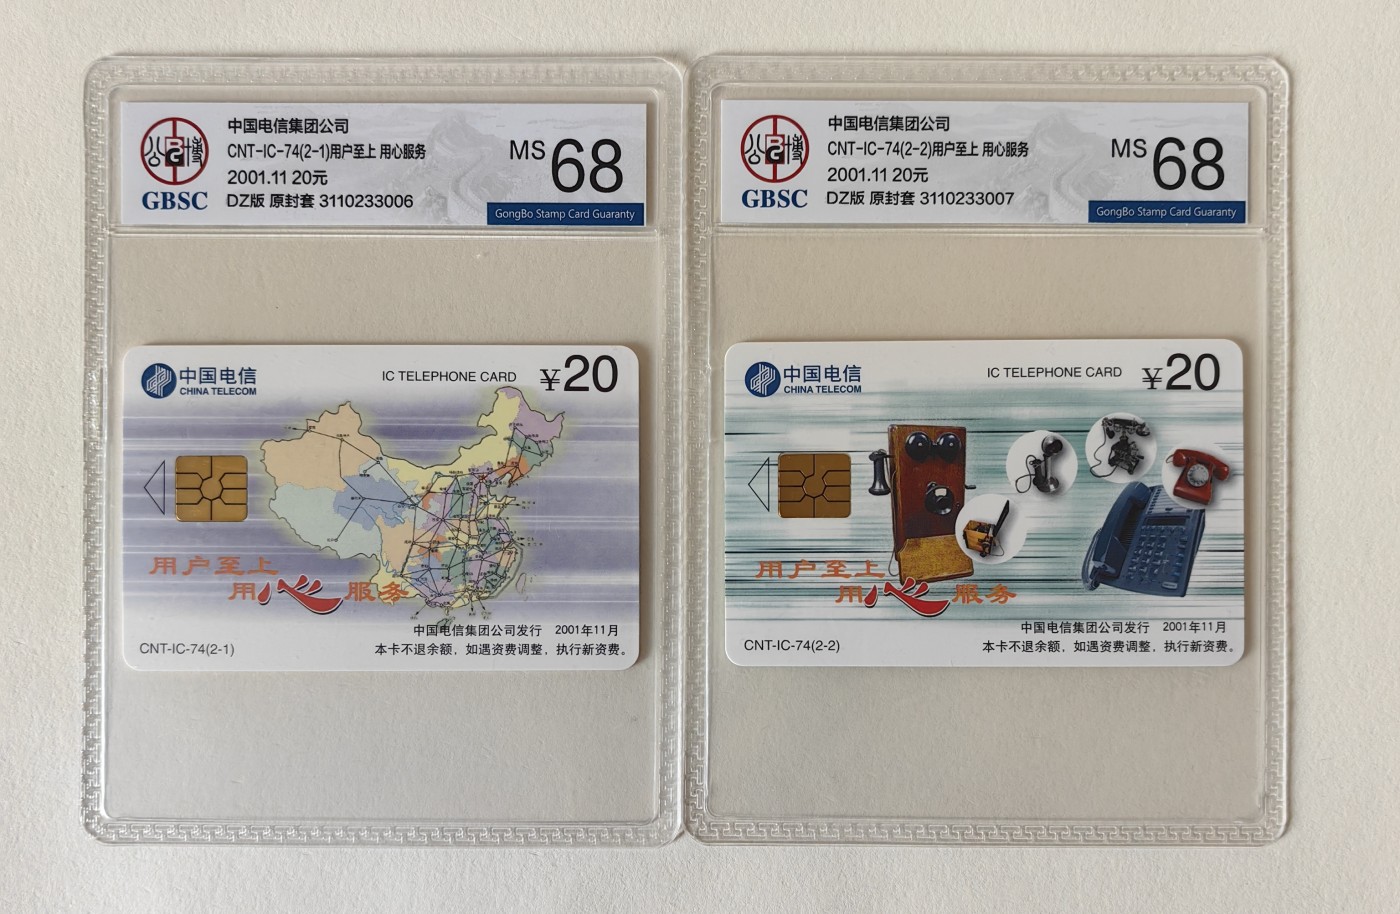 中国电信集团公司
CNT-IC-74(2-1)用户至上 用心服务
2001.11 20元
DZ版 原封套 3110233006
MS 68
公博
BGC
GBSC
GongBo Stamp Card Guaranty
中国电信
CHINA TELECOM
IC TELEPHONE CARD
¥20
用户至上
用心服务
中国电信集团公司发行 2001年11月
CNT-IC-74(2-1)
本卡不退余额，如遇资费调整，执行新资费。
中国电信集团公司
CNT-IC-74(2-2)用户至上 用心服务
2001.11 20元
DZ版 原封套 3110233007
MS 68
公博
BGC
GBSC
GongBo Stamp Card Guaranty
中国电信
CHINA TELECOM
IC TELEPHONE CARD
¥20
用户至上
用心服务
中国电信集团公司发行 2001年11月
CNT-IC-74(2-2)
本卡不退余额，如遇资费调整，执行新资费。